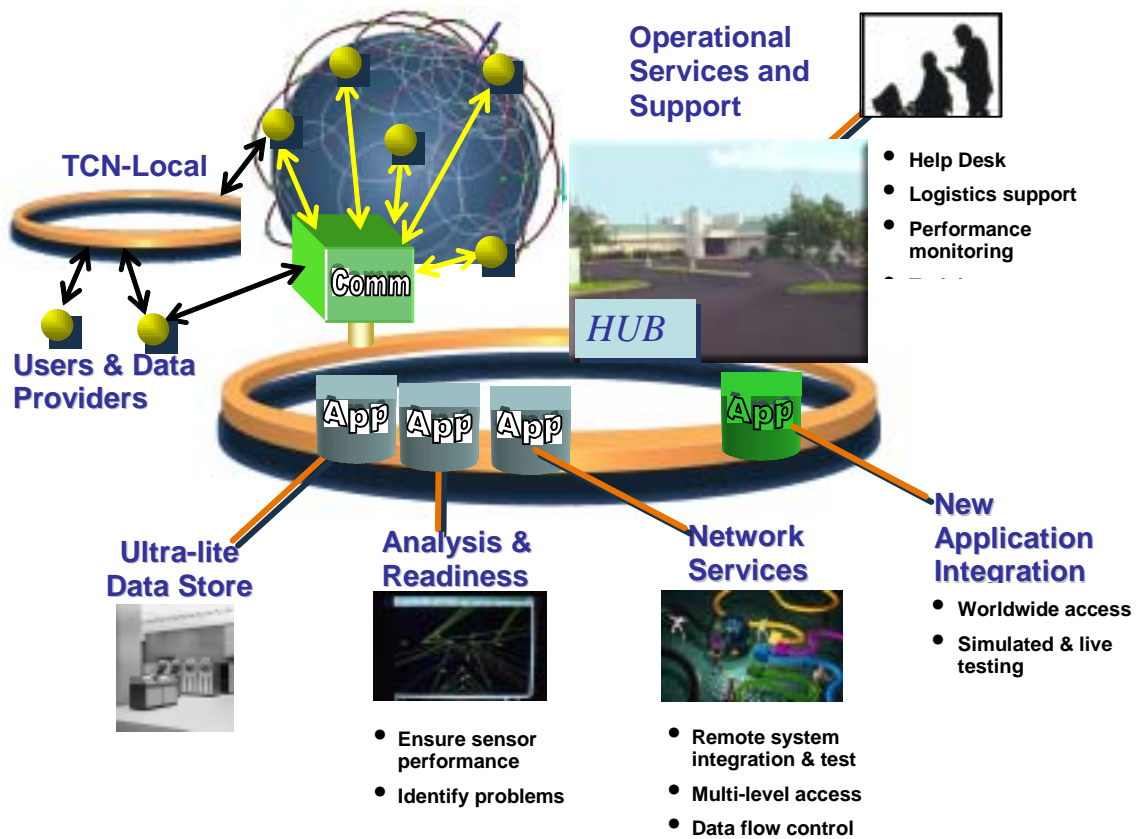 Operational
Services and
Support
TCN-Local
• Help Desk
• Logistics support
• Performance
monitoring
Comm
HUB
Users & Data
Providers
App
App
App
App
Ultra-lite
Data Store
Analysis &
Readiness
• Ensure sensor
performance
• Identify problems
Network
Services
• Remote system
integration & test
• Multi-level access
• Data flow control
New
Application
Integration
• Worldwide access
• Simulated & live
testing